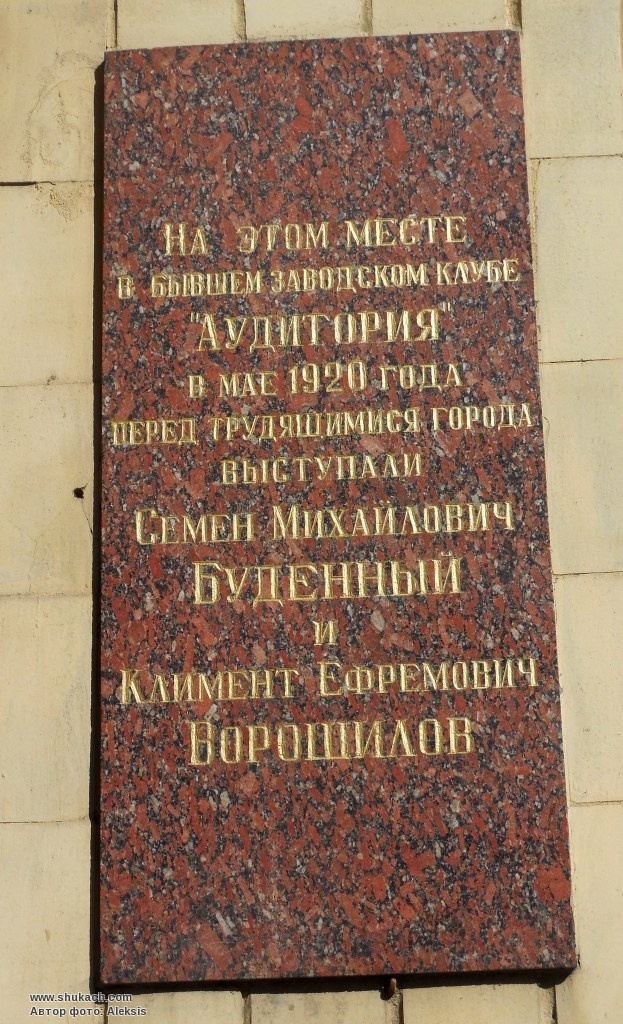 На этом месте
в бывшем заводском клубе
"Аудитория"
в мае 1920 года
перед трудящимися города
выступали
Семен Михайлович
Буденный
и
Климент Ефремович
Ворошилов
www.shukach.com
Автор фото: Aleksis